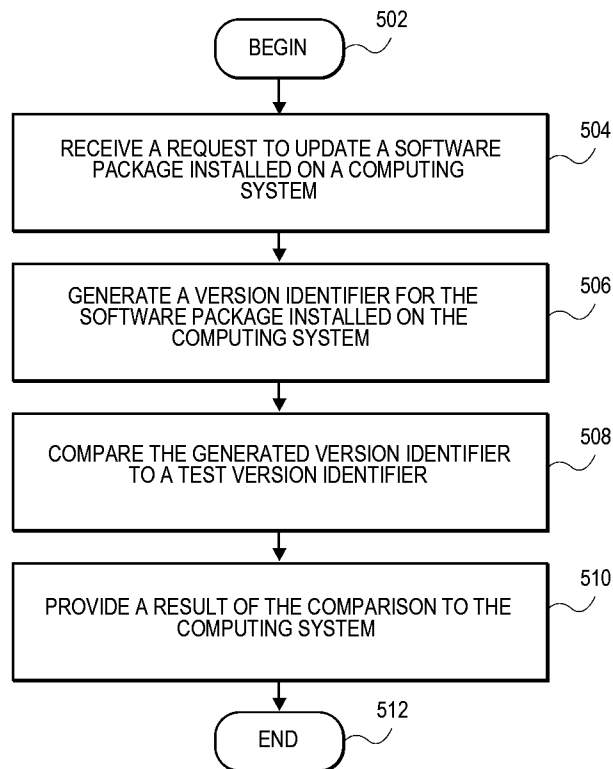 BEGIN
502
RECEIVE A REQUEST TO UPDATE A SOFTWARE
PACKAGE INSTALLED ON A COMPUTING
SYSTEM
504
GENERATE A VERSION IDENTIFIER FOR THE
SOFTWARE PACKAGE INSTALLED ON THE
COMPUTING SYSTEM
506
COMPARE THE GENERATED VERSION IDENTIFIER
TO A TEST VERSION IDENTIFIER
508
PROVIDE A RESULT OF THE COMPARISON TO THE
COMPUTING SYSTEM
510
END
512